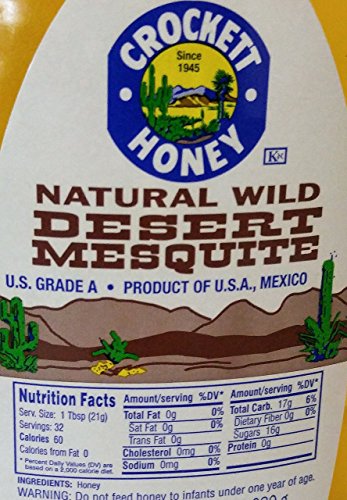 CROCKETT
Since
1945
HONEY
K
NATURAL WILD
DESERT
MESQUITE
U.S. GRADE A • PRODUCT OF U.S.A., MEXICO
Nutrition Facts
Serv. Size: 1 Tbsp (21g)
Servings: 32
Calories 60
Calories from Fat 0
* Percent Daily Values (DV) are
based on a 2,000 calorie diet.
Amount/serving %DV*
Total Fat 0g 0%
Sat Fat 0g 0%
Trans Fat 0g
Cholesterol 0mg 0%
Sodium 0mg 0%
Amount/serving %DV*
Total Carb. 17g 6%
Dietary Fiber 0g 0%
Sugars 16g
Protein 0g
INGREDIENTS: Honey
WARNING: Do not feed honey to infants under one year of age.